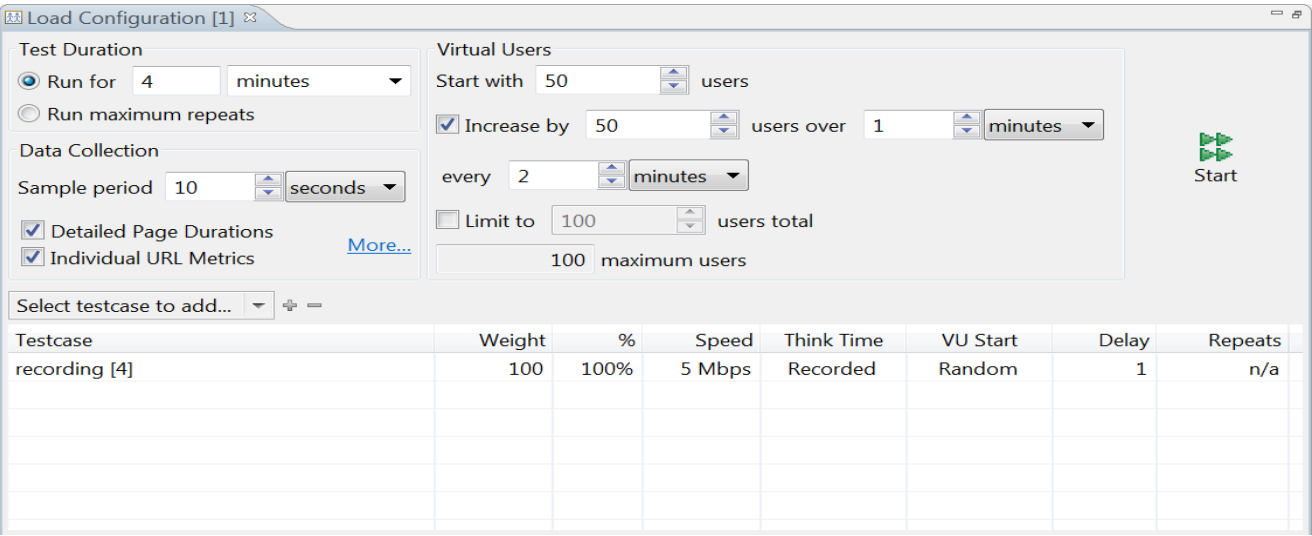 Load Configuration [1]
Test Duration
Run for 4 minutes
Run maximum repeats
Data Collection
Sample period 10 seconds
Detailed Page Durations
Individual URL Metrics
More...
Virtual Users
Start with 50 users
Increase by 50 users over 1 minutes
every 2 minutes
Limit to 100 users total
100 maximum users
Start
Select testcase to add...
Testcase Weight % Speed Think Time VU Start Delay Repeats
recording [4] 100 100% 5 Mbps Recorded Random 1 n/a